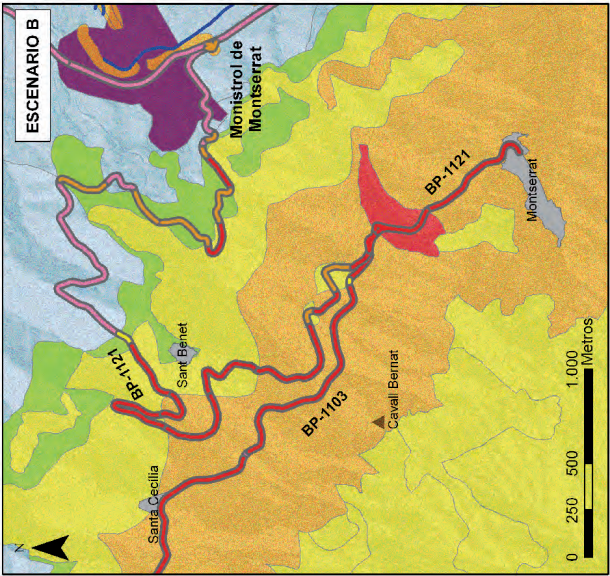 ESCENARIO B
Monistrol de
Montserrat
BP-1121
Montserrat
BP-1121
Sant Benet
BP-1103
Cavall Bernat
Santa Cecília
N
0 250 500 1.000
Metros